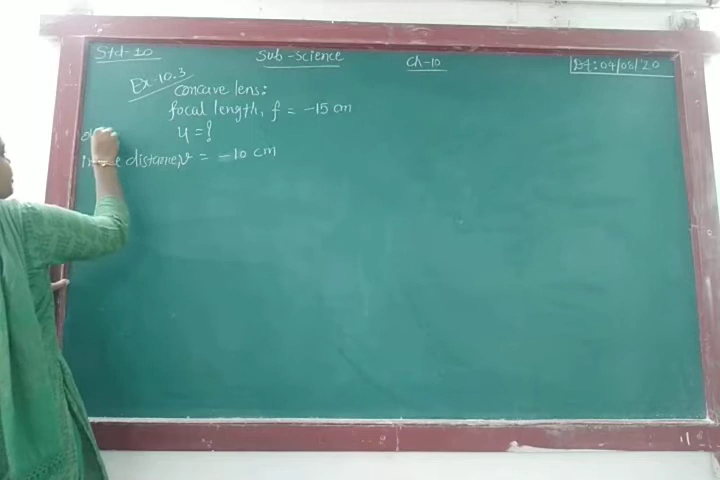 Std-10
Sub-Science
Ch-10
Dt: 04/08/20
Ex-10.3
Concave lens:
focal length, f = -15 cm
u = ?
distance, v = -10 cm